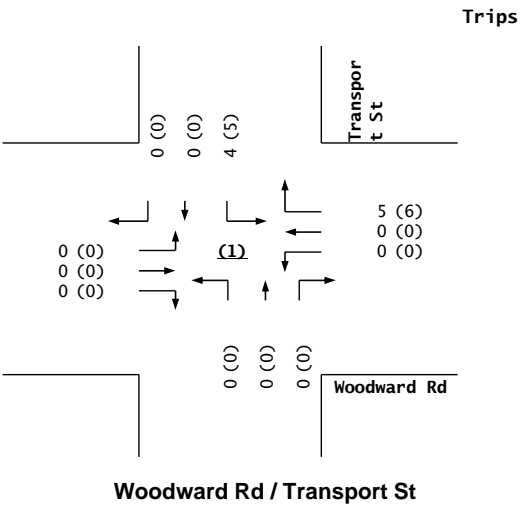 Trips
Transpor
t St
0 (0)
0 (0)
4 (5)
5 (6)
0 (0)
0 (0)
0 (0)
0 (0)
0 (0)
(1)
0 (0)
0 (0)
0 (0)
Woodward Rd
Woodward Rd / Transport St